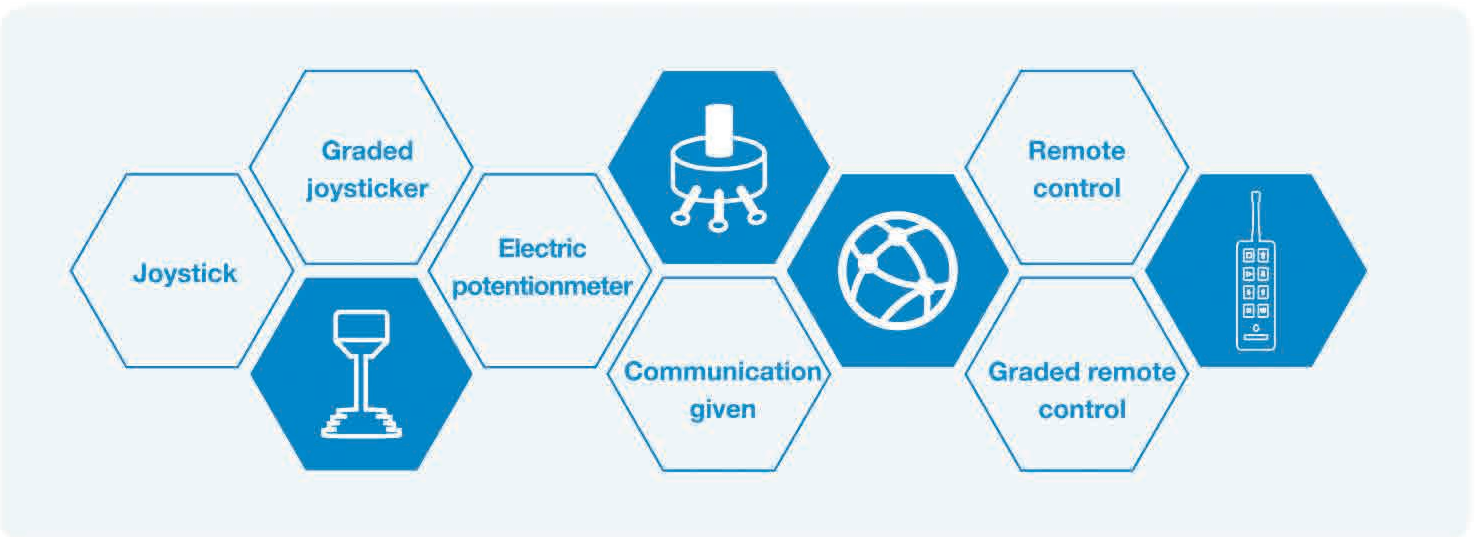 Joystick
Graded
joysticker
Electric
potentionmeter
Communication
given
Remote
control
Graded remote
control